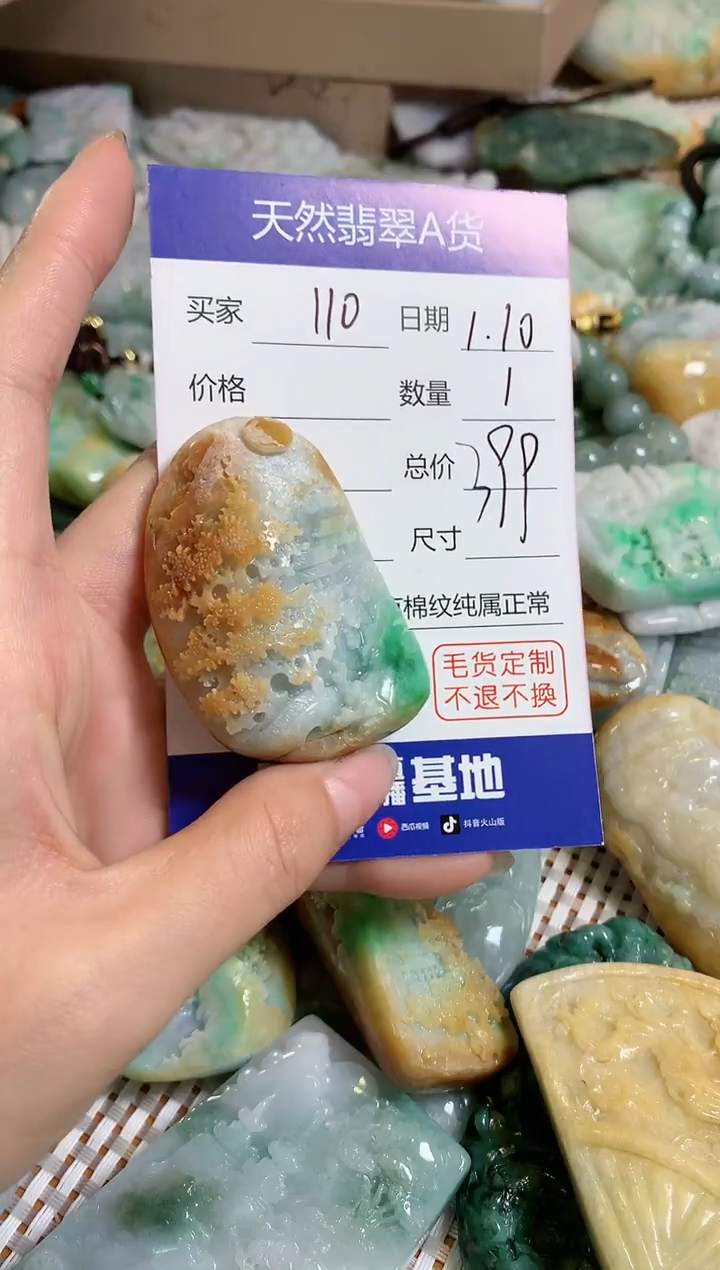 天然翡翠A货
买家 110 日期 1.10
价格 数量 1
总价 399
尺寸
棉纹纯属正常
毛货定制
不退不换
播基地
西瓜视频 抖音火山版